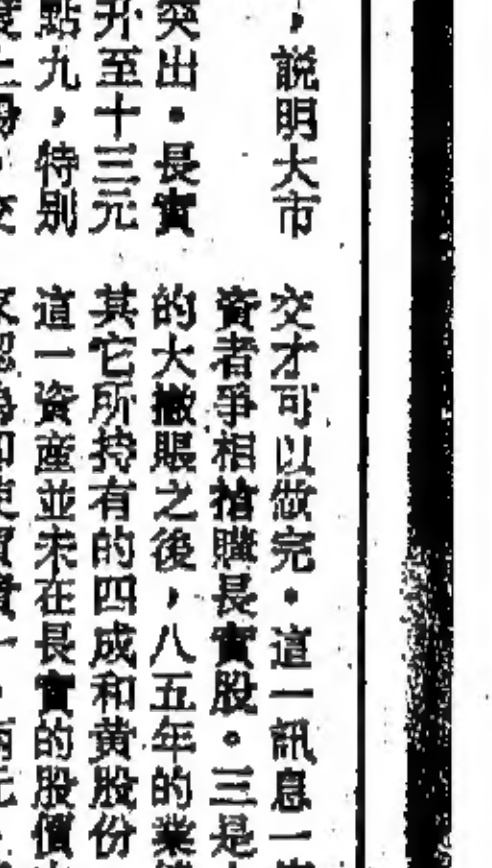 ，說明大市
突出。長實
升至十三元
點九，特別
交才可以做完。這一訊息一
資者爭相搶購長實股。三是
的大撇賬之後，八五年的業
其它所持有的四成和黃股份
這一資產並未在長實的股價